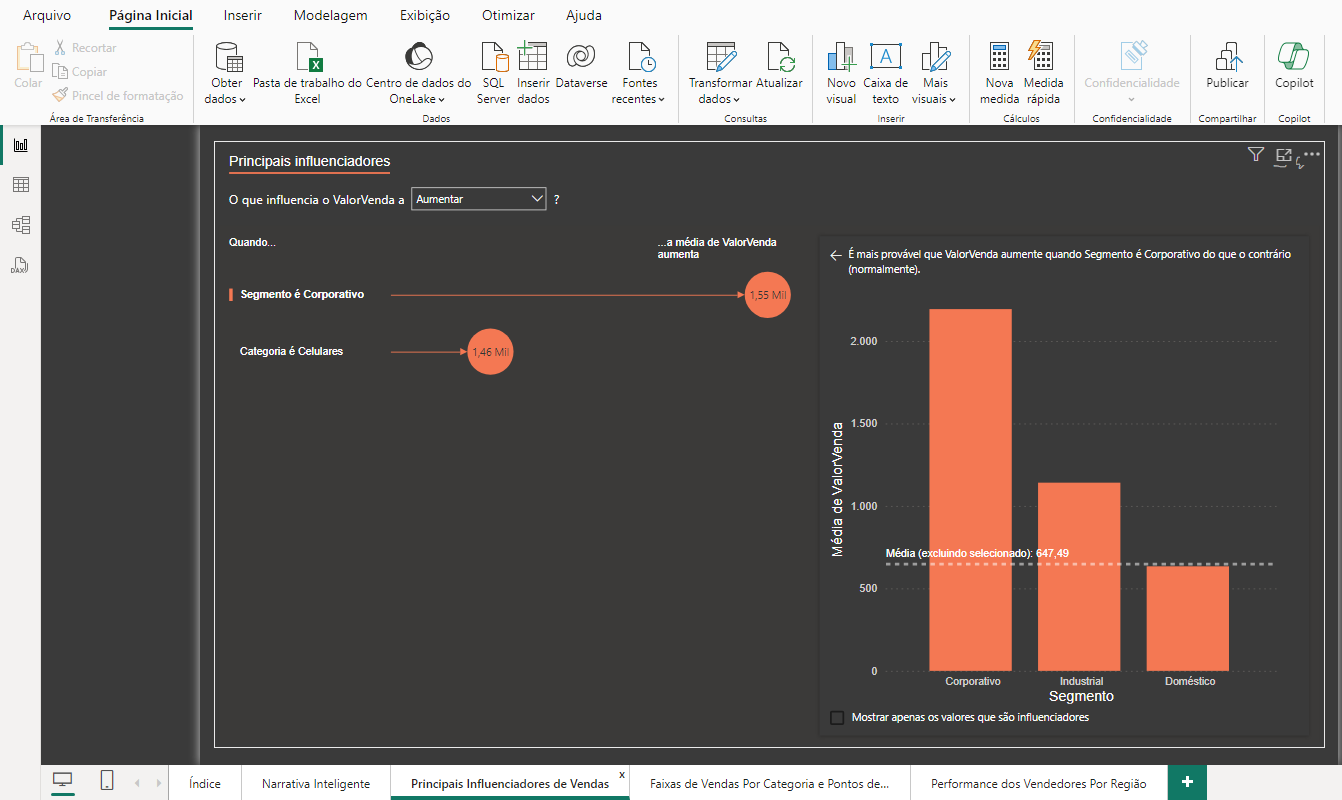 Arquivo
Página Inicial
Inserir
Modelagem
Exibição
Otimizar
Ajuda
Colar
Recortar
Copiar
Pincel de formatação
Área de Transferência
Obter
dados
Pasta de trabalho do
Excel
Centro de dados do
OneLake
SQL
Server
Inserir
dados
Dataverse
Fontes
recentes
Dados
Transformar
dados
Atualizar
Consultas
Novo
visual
Caixa de
texto
Mais
visuais
Inserir
Nova
medida
Medida
rápida
Cálculos
Confidencialidade
Confidencialidade
Publicar
Compartilhar
Copilot
Copilot
DAX
Principais influenciadores
O que influencia o ValorVenda a
Aumentar
?
Quando...
...a média de ValorVenda
aumenta
Segmento é Corporativo
1,55 Mil
Categoria é Celulares
1,46 Mil
É mais provável que ValorVenda aumente quando Segmento é Corporativo do que o contrário
(normalmente).
Média de ValorVenda
2.000
1.500
1.000
500
0
Média (excluindo selecionado): 647,49
Corporativo
Industrial
Doméstico
Segmento
Mostrar apenas os valores que são influenciadores
Índice
Narrativa Inteligente
Principais Influenciadores de Vendas
x
Faixas de Vendas Por Categoria e Pontos de...
Performance dos Vendedores Por Região
+